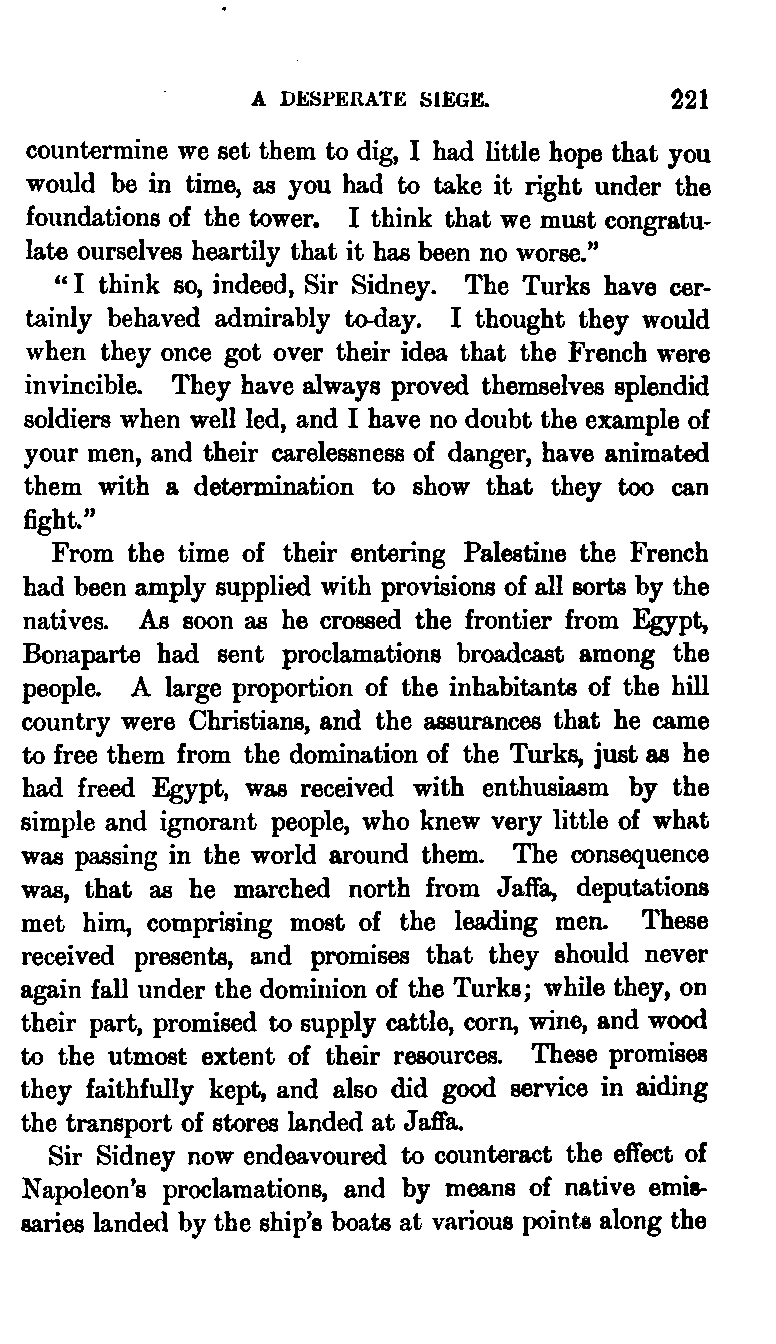 A DESPERATE SIEGE. 221
countermine we set them to dig, I had little hope that you
would be in time, as you had to take it right under the
foundations of the tower. I think that we must congratu-
late ourselves heartily that it has been no worse.”
“I think so, indeed, Sir Sidney. The Turks have cer-
tainly behaved admirably to-day. I thought they would
when they once got over their idea that the French were
invincible. They have always proved themselves splendid
soldiers when well led, and I have no doubt the example of
your men, and their carelessness of danger, have animated
them with a determination to show that they too can
fight.”
From the time of their entering Palestine the French
had been amply supplied with provisions of all sorts by the
natives. As soon as he crossed the frontier from Egypt,
Bonaparte had sent proclamations broadcast among the
people. A large proportion of the inhabitants of the hill
country were Christians, and the assurances that he came
to free them from the domination of the Turks, just as he
had freed Egypt, was received with enthusiasm by the
simple and ignorant people, who knew very little of what
was passing in the world around them. The consequence
was, that as he marched north from Jaffa, deputations
met him, comprising most of the leading men. These
received presents, and promises that they should never
again fall under the dominion of the Turks; while they, on
their part, promised to supply cattle, corn, wine, and wood
to the utmost extent of their resources. These promises
they faithfully kept, and also did good service in aiding
the transport of stores landed at Jaffa.
Sir Sidney now endeavoured to counteract the effect of
Napoleon's proclamations, and by means of native emis-
saries landed by the ship's boats at various points along the